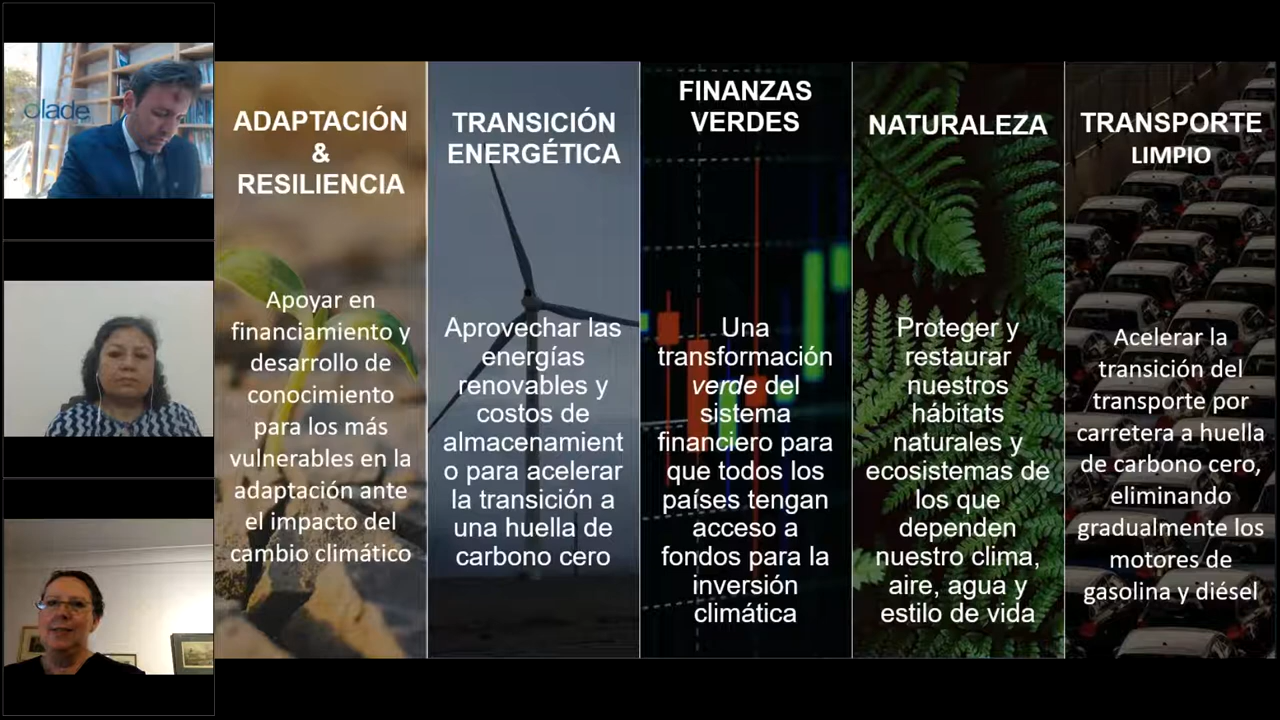 olade
ADAPTACIÓN
&
RESILIENCIA
Apoyar en
financiamiento y
desarrollo de
conocimiento
para los más
vulnerables en la
adaptación ante
el impacto del
cambio climático
TRANSICIÓN
ENERGÉTICA
Aprovechar las
energías
renovables y
costos de
almacenamient
o para acelerar
la transición a
una huella de
carbono cero
FINANZAS
VERDES
Una
transformación
verde del
sistema
financiero para
que todos los
países tengan
acceso a
fondos para la
inversión
climática
NATURALEZA
Proteger y
restaurar
nuestros
hábitats
naturales y
ecosistemas de
los que
dependen
nuestro clima,
aire, agua y
estilo de vida
TRANSPORTE
LIMPIO
Acelerar la
transición del
transporte por
carretera a huella
de carbono cero,
eliminando
gradualmente los
motores de
gasolina y diésel